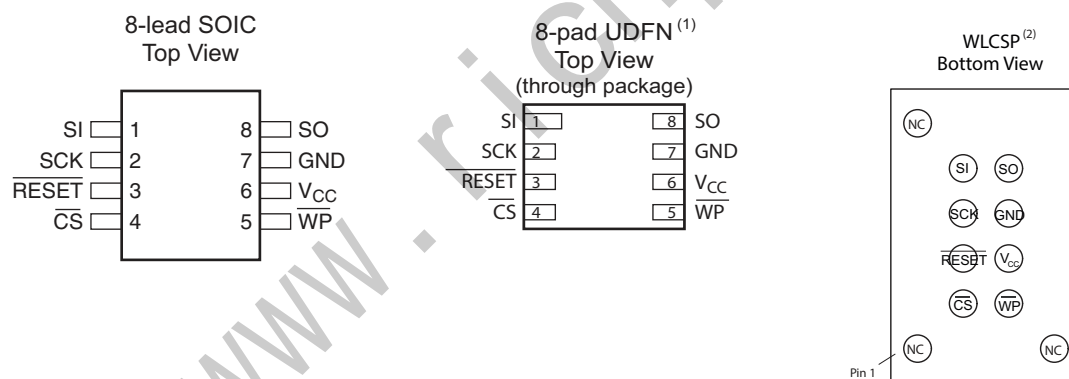 8-lead SOIC
Top View
SI 1 8 SO
SCK 2 7 GND
RESET 3 6 VCC
CS 4 5 WP
8-pad UDFN (1)
Top View
(through package)
SI 1 8 SO
SCK 2 7 GND
RESET 3 6 VCC
CS 4 5 WP
WLCSP (2)
Bottom View
NC
SI SO
SCK GND
RESET VCC
CS WP
NC NC
Pin 1
www.ric